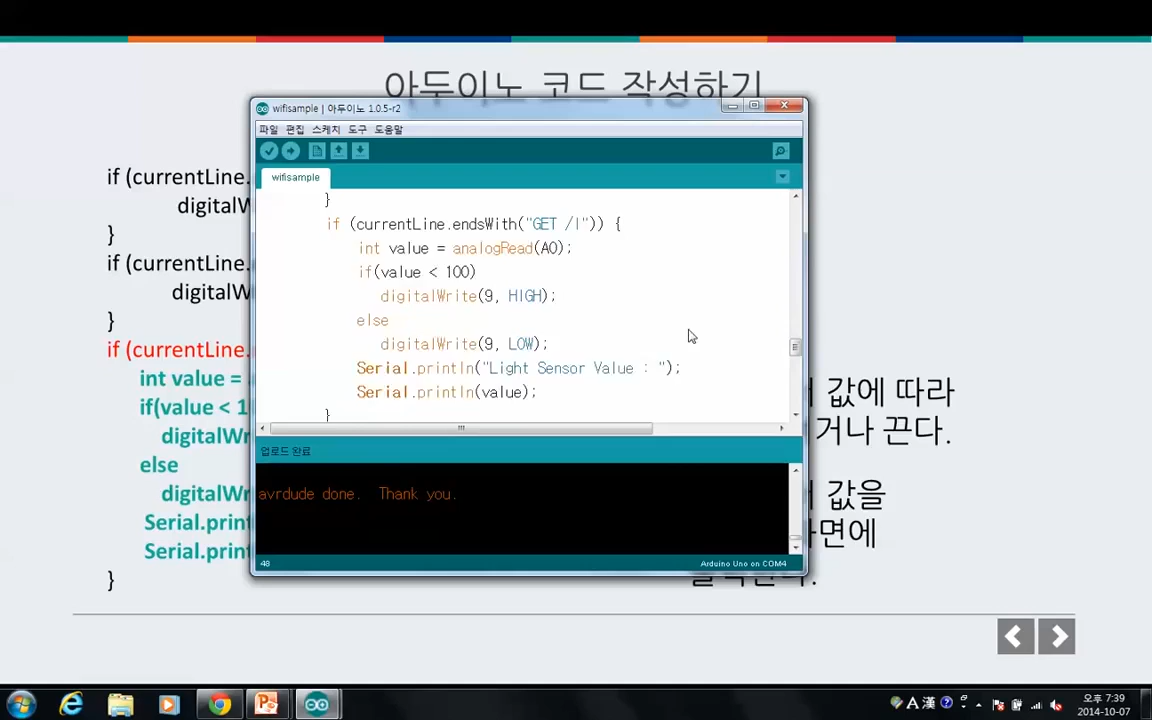 아두이노 코드 작성하기
wifisample | 아두이노 1.0.5-r2
파일 편집 스케치 도구 도움말
wifisample
}
if (currentLine.endsWith("GET /l")) {
int value = analogRead(A0);
if(value < 100)
digitalWrite(9, HIGH);
else
digitalWrite(9, LOW);
Serial.println("Light Sensor Value : ");
Serial.println(value);
}
업로드 완료
avrdude done.  Thank you.
48
Arduino Uno on COM4
if (currentLine.
digitalW
}
if (currentLine.
digitalW
}
if (currentLine.
int value =
if(value < 1
digitalWr
else
digitalWr
Serial.print
Serial.print
}
값에 따라
거나 끈다.
값을
화면에
A 漢
오후 7:39
2014-10-07